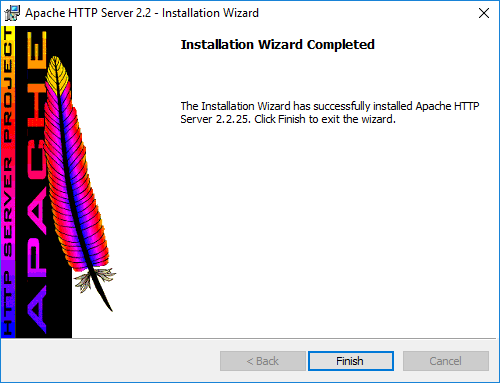 Apache HTTP Server 2.2 - Installation Wizard
HTTP SERVER PROJECT
APACHE
Installation Wizard Completed
The Installation Wizard has successfully installed Apache HTTP
Server 2.2.25. Click Finish to exit the wizard.
< Back
Finish
Cancel